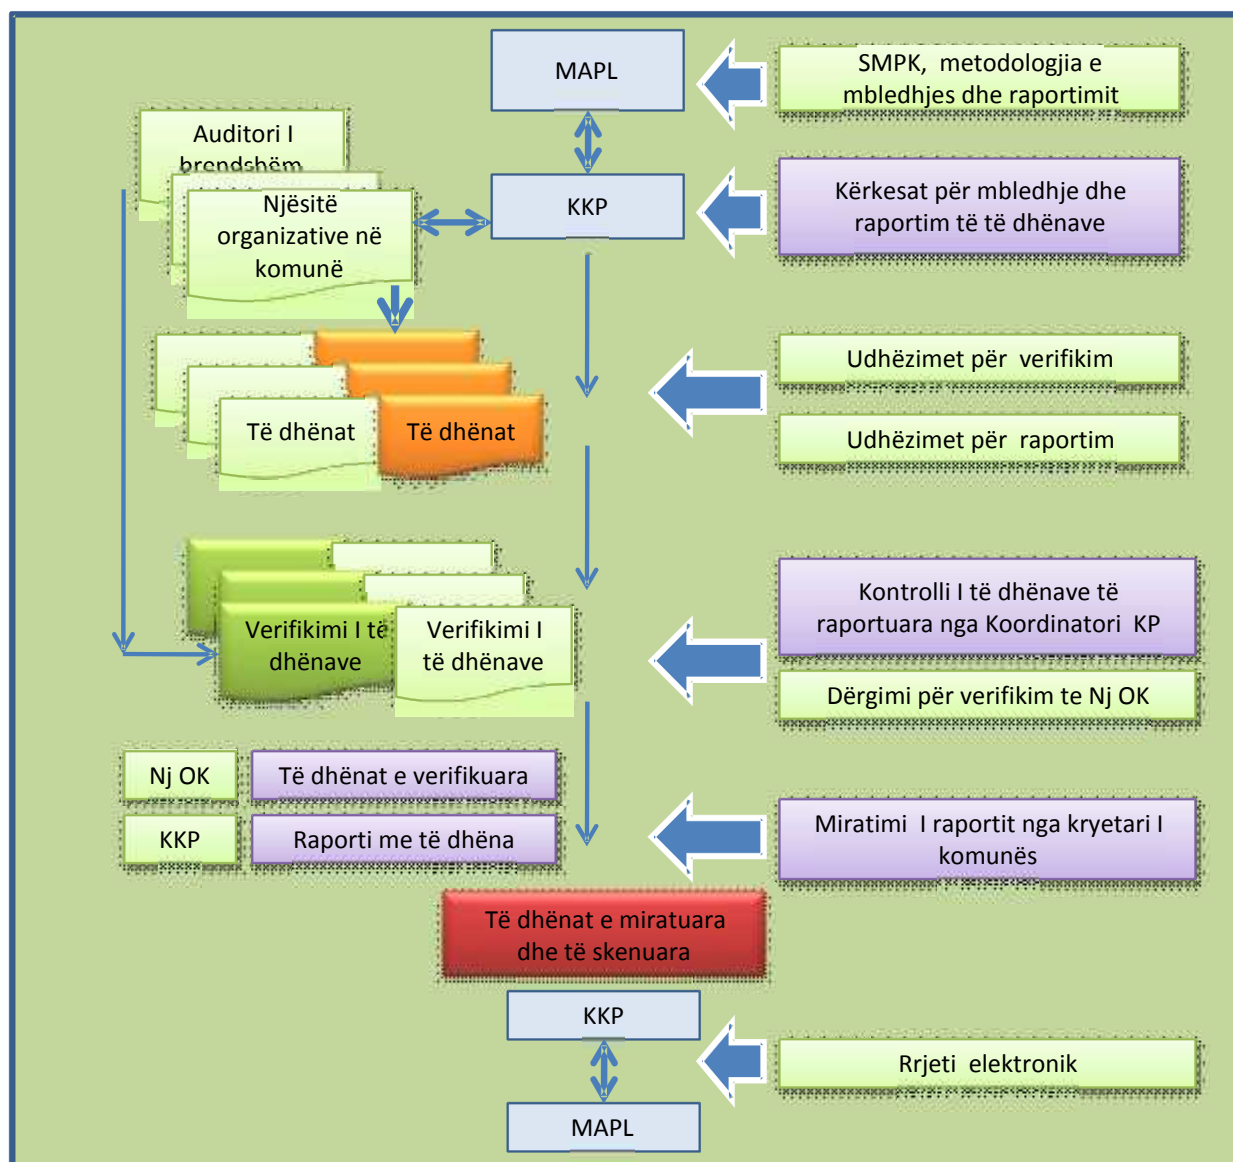 MAPL
SMPK, metodologjia e
mbledhjes dhe raportimit
Auditori I
brendshëm
Njësitë
organizative në
komunë
KKP
Kërkesat për mbledhje dhe
raportim të të dhënave
Udhëzimet për verifikim
Të dhënat
Të dhënat
Udhëzimet për raportim
Verifikimi I të
dhënave
Verifikimi I
të dhënave
Kontrolli I të dhënave të
raportuara nga Koordinatori KP
Dërgimi për verifikim te Nj OK
Nj OK
Të dhënat e verifikuara
KKP
Raporti me të dhëna
Miratimi I raportit nga kryetari I
komunës
Të dhënat e miratuara
dhe të skenuara
KKP
Rrjeti elektronik
MAPL